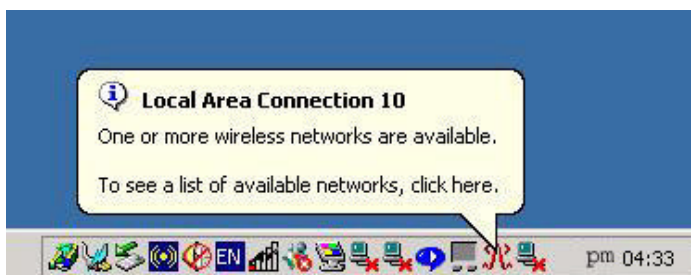 Local Area Connection 10
One or more wireless networks are available.
To see a list of available networks, click here.
EN
pm 04:33